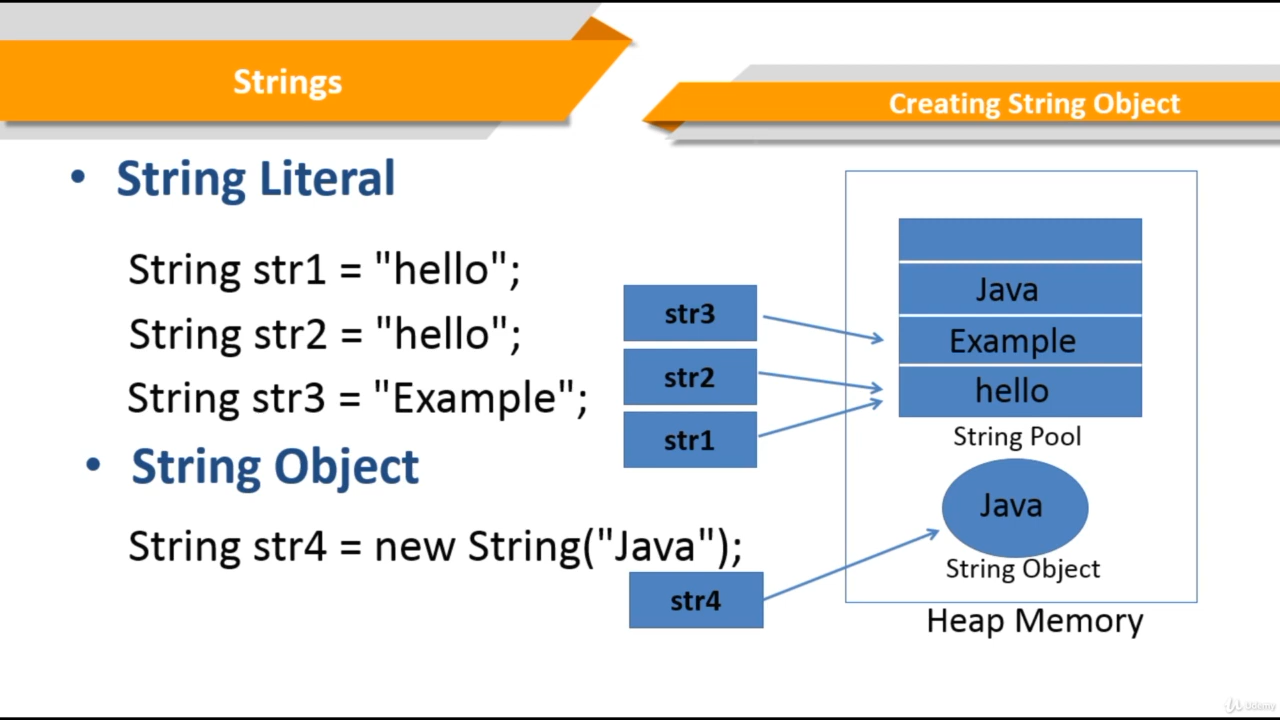 Strings
Creating String Object
• String Literal
String str1 = "hello";
String str2 = "hello";
String str3 = "Example";
• String Object
String str4 = new String("Java");
str3
str2
str1
str4
Java
Example
hello
String Pool
Java
String Object
Heap Memory
Udemy